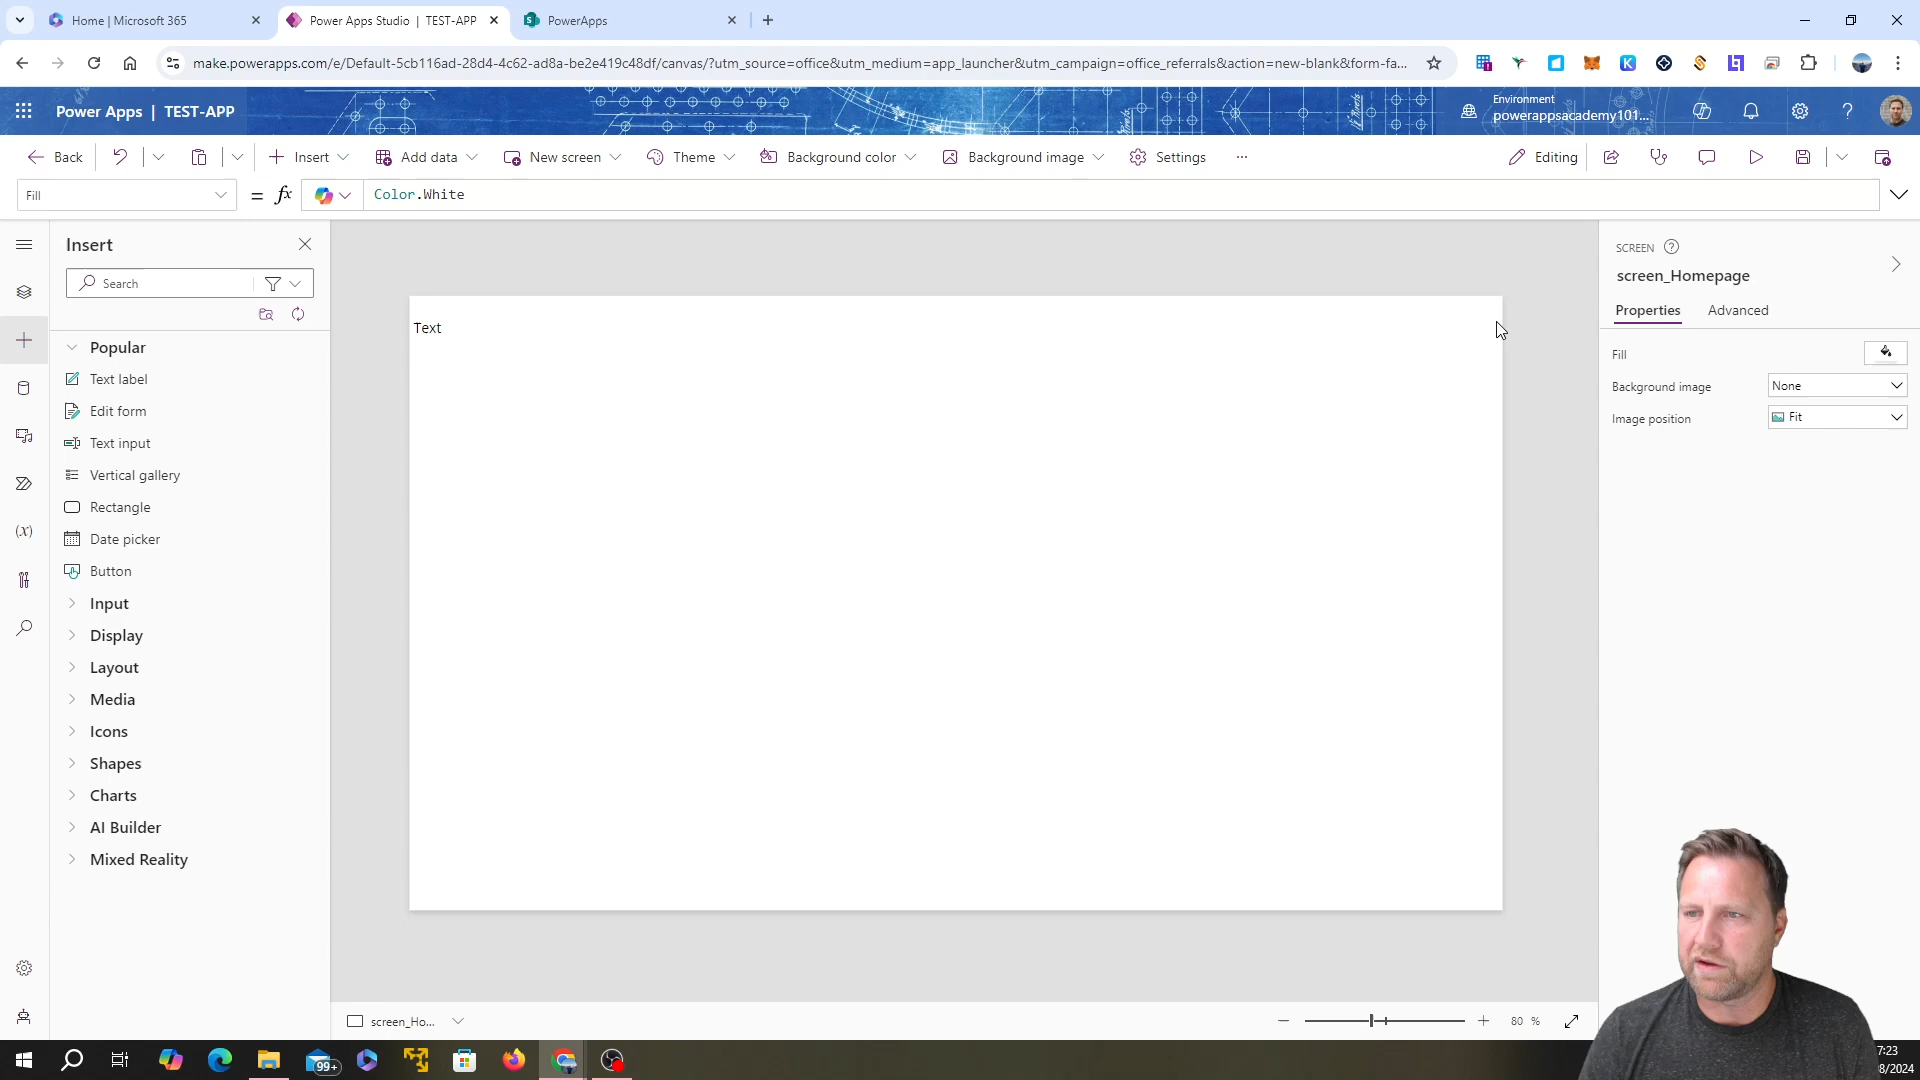 Home | Microsoft 365
Power Apps Studio | TEST-APP
PowerApps
make.powerapps.com/e/Default-5cb116ad-28d4-4c62-ad8a-be2e419c48df/canvas/?utm_source=office&utm_medium=app_launcher&utm_campaign=office_referrals&action=new-blank&form-fa...
Power Apps | TEST-APP
Environment
powerappsacademy101...
Back
Insert
Add data
New screen
Theme
Background color
Background image
Settings
...
Editing
Fill
= fx
Color.White
Insert
Search
Popular
Text label
Edit form
Text input
Vertical gallery
Rectangle
Date picker
Button
Input
Display
Layout
Media
Icons
Shapes
Charts
AI Builder
Mixed Reality
Text
SCREEN
screen_Homepage
Properties
Advanced
Fill
Background image
None
Image position
Fit
screen_Ho...
80 %
99+
7:23
8/2024